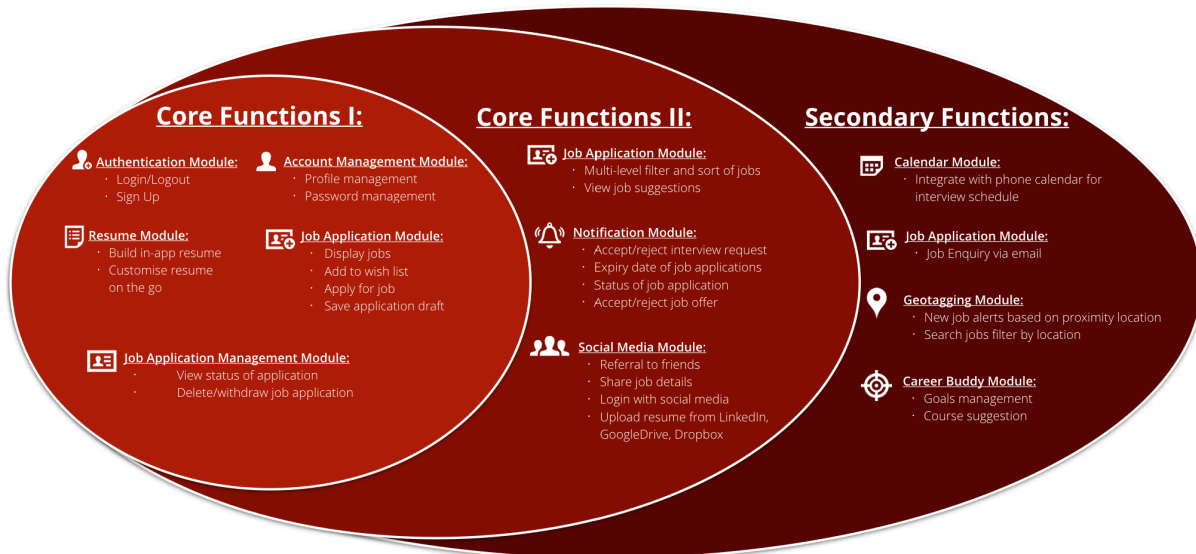 Core Functions I:
Authentication Module:
· Login/Logout
· Sign Up
Account Management Module:
· Profile management
· Password management
Resume Module:
· Build in-app resume
· Customise resume
on the go
Job Application Module:
· Display jobs
· Add to wish list
· Apply for job
· Save application draft
Job Application Management Module:
· View status of application
· Delete/withdraw job application
Core Functions II:
Job Application Module:
· Multi-level filter and sort of jobs
· View job suggestions
Notification Module:
· Accept/reject interview request
· Expiry date of job applications
· Status of job application
· Accept/reject job offer
Social Media Module:
· Referral to friends
· Share job details
· Login with social media
· Upload resume from LinkedIn,
GoogleDrive, Dropbox
Secondary Functions:
Calendar Module:
· Integrate with phone calendar for
interview schedule
Job Application Module:
· Job Enquiry via email
Geotagging Module:
· New job alerts based on proximity location
· Search jobs filter by location
Career Buddy Module:
· Goals management
· Course suggestion